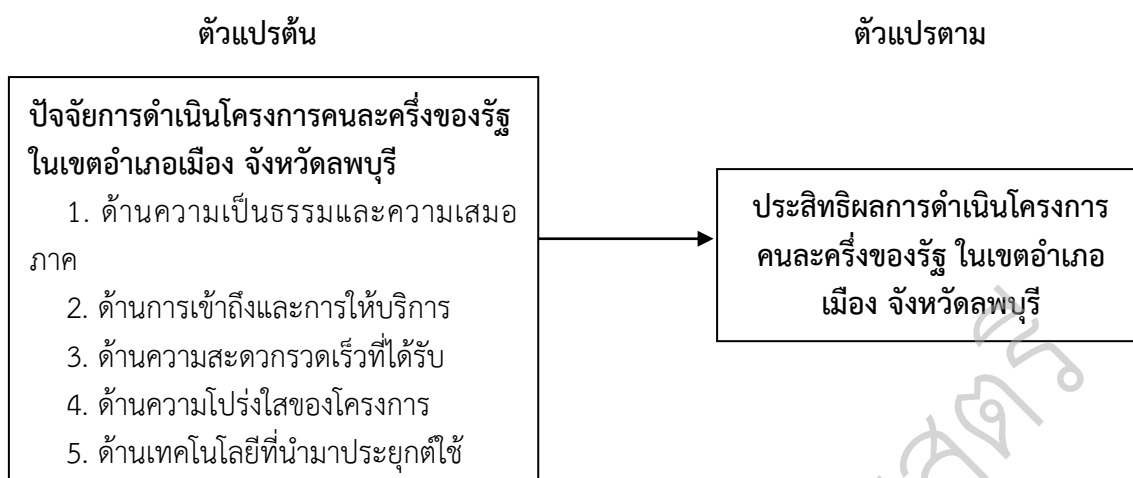 ตัวแปรต้น
ตัวแปรตาม
ปัจจัยการดำเนินโครงการคนละครึ่งของรัฐ
ในเขตอำเภอเมือง จังหวัดลพบุรี
1. ด้านความเป็นธรรมและความเสมอ
ภาค
2. ด้านการเข้าถึงและการให้บริการ
3. ด้านความสะดวกรวดเร็วที่ได้รับ
4. ด้านความโปร่งใสของโครงการ
5. ด้านเทคโนโลยีที่นำมาประยุกต์ใช้
ประสิทธิผลการดำเนินโครงการ
คนละครึ่งของรัฐ ในเขตอำเภอ
เมือง จังหวัดลพบุรี